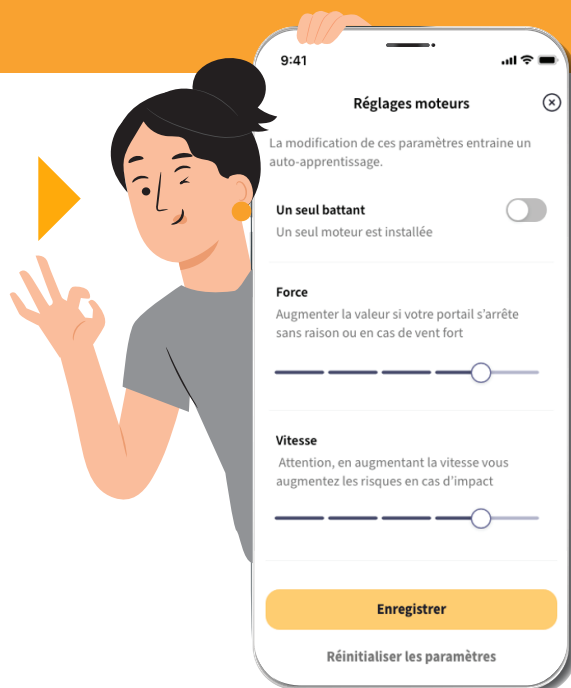 9:41
Réglages moteurs
La modification de ces paramètres entraine un
auto-apprentissage.
Un seul battant
Un seul moteur est installée
Force
Augmenter la valeur si votre portail s'arrête
sans raison ou en cas de vent fort
Vitesse
Attention, en augmentant la vitesse vous
augmentez les risques en cas d'impact
Enregistrer
Réinitialiser les paramètres